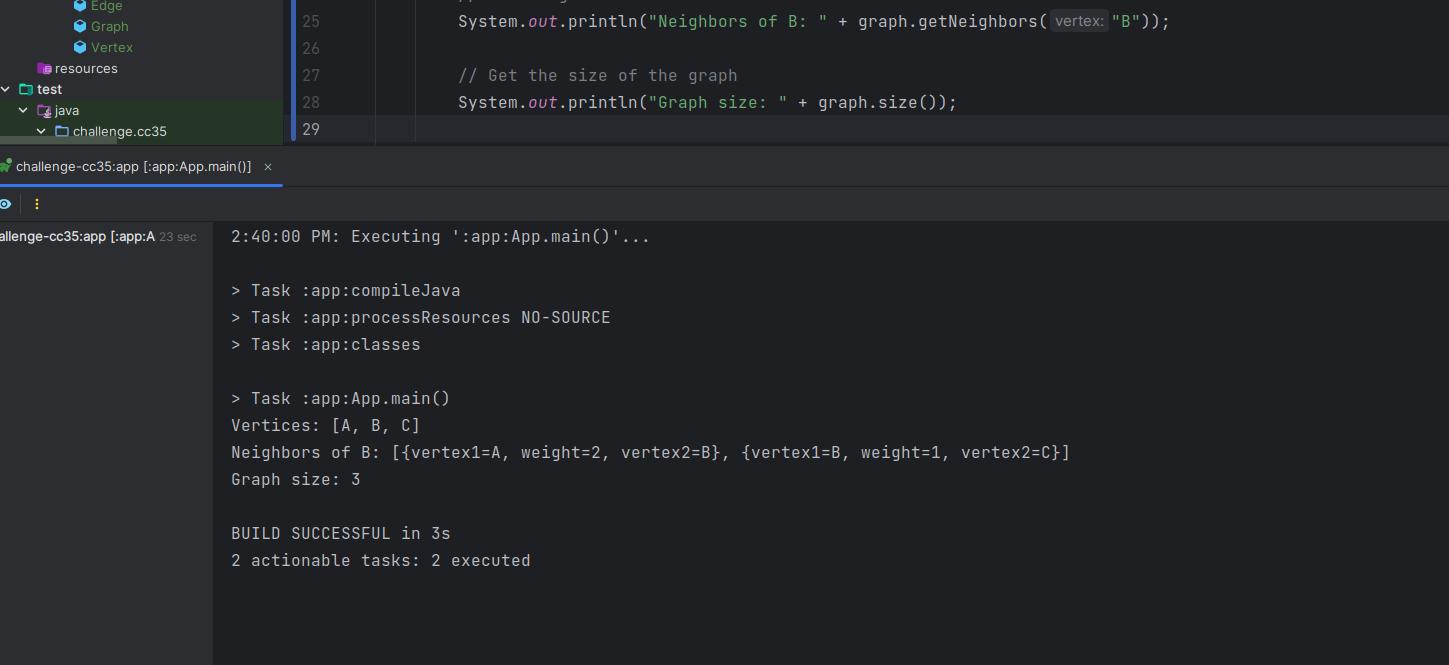 Edge
Graph
Vertex
resources
test
java
challenge.cc35
25 System.out.println("Neighbors of B: " + graph.getNeighbors( vertex: "B"));
26
27 // Get the size of the graph
28 System.out.println("Graph size: " + graph.size());
29
challenge-cc35:app [:app:App.main()] ×
allenge-cc35:app [:app:A 23 sec
2:40:00 PM: Executing ':app:App.main()'...
> Task :app:compileJava
> Task :app:processResources NO-SOURCE
> Task :app:classes
> Task :app:App.main()
Vertices: [A, B, C]
Neighbors of B: [{vertex1=A, weight=2, vertex2=B}, {vertex1=B, weight=1, vertex2=C}]
Graph size: 3
BUILD SUCCESSFUL in 3s
2 actionable tasks: 2 executed